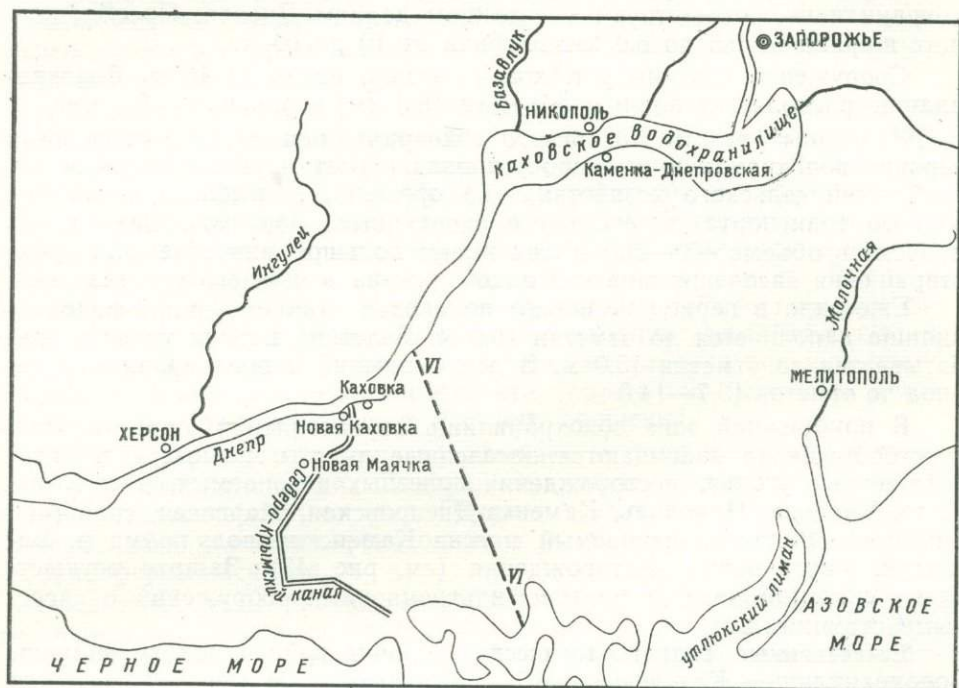 ЗАПОРОЖЬЕ
Базавлук
НИКОПОЛЬ
Каховское водохранилище
Каменка-Днепровская
Ингулец
Молочная
VI
МЕЛИТОПОЛЬ
Каховка
ХЕРСОН
Днепр
Новая Каховка
Новая Маячка
Северо-Крымский канал
VI
Утлюкский лиман
АЗОВСКОЕ
МОРЕ
ЧЕРНОЕ МОРЕ